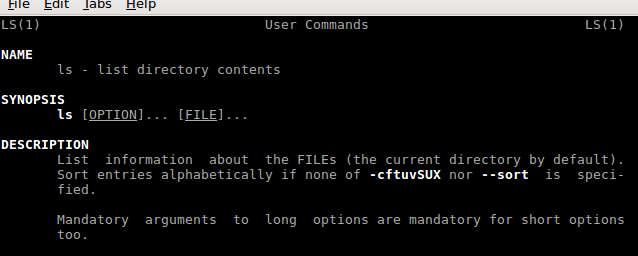 File Edit Tabs Help
LS(1) User Commands LS(1)
NAME
ls - list directory contents
SYNOPSIS
ls [OPTION]... [FILE]...
DESCRIPTION
List information about the FILEs (the current directory by default).
Sort entries alphabetically if none of -cftuvSUX nor --sort is speci-
fied.
Mandatory arguments to long options are mandatory for short options
too.